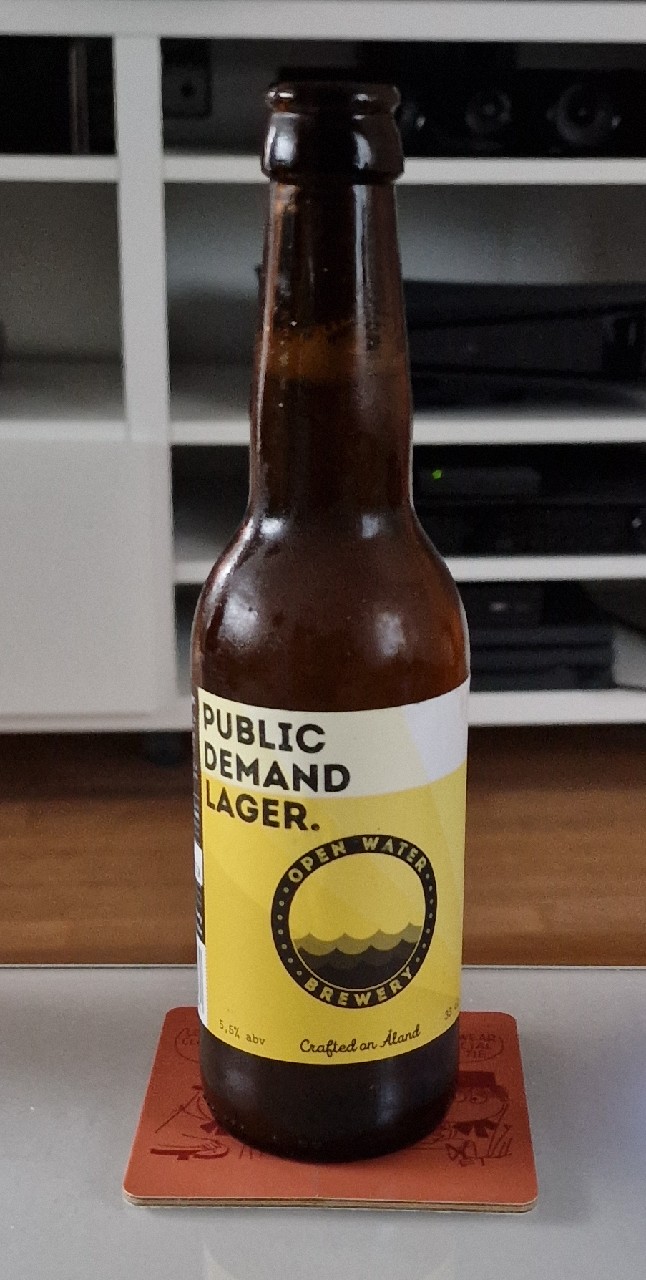 PUBLIC
DEMAND
LAGER.
OPEN WATER
BREWERY
5,5% abv
Crafted on Åland